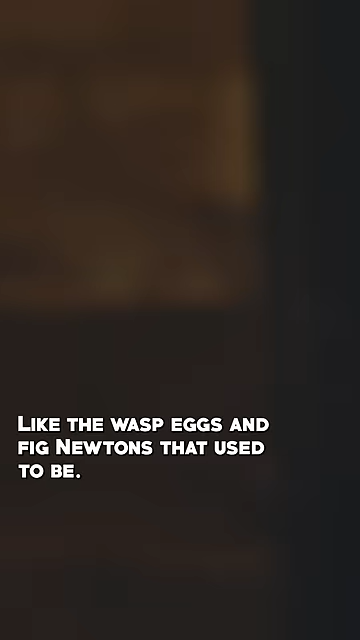 Like the wasp eggs and
fig Newtons that used
to be.